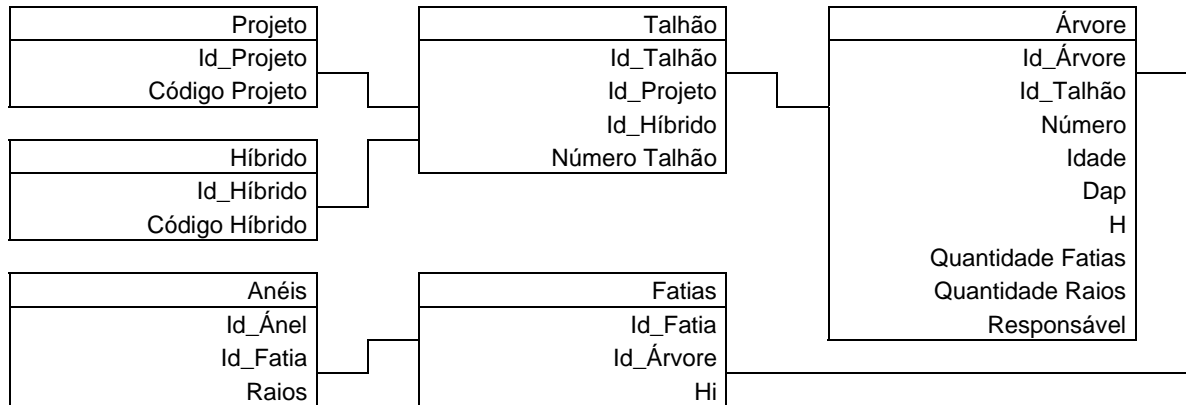 Projeto
Id_Projeto
Código Projeto
Híbrido
Id_Híbrido
Código Híbrido
Anéis
Id_Ánel
Id_Fatia
Raios
Talhão
Id_Talhão
Id_Projeto
Id_Híbrido
Número Talhão
Fatias
Id_Fatia
Id_Árvore
Hi
Árvore
Id_Árvore
Id_Talhão
Número
Idade
Dap
H
Quantidade Fatias
Quantidade Raios
Responsável